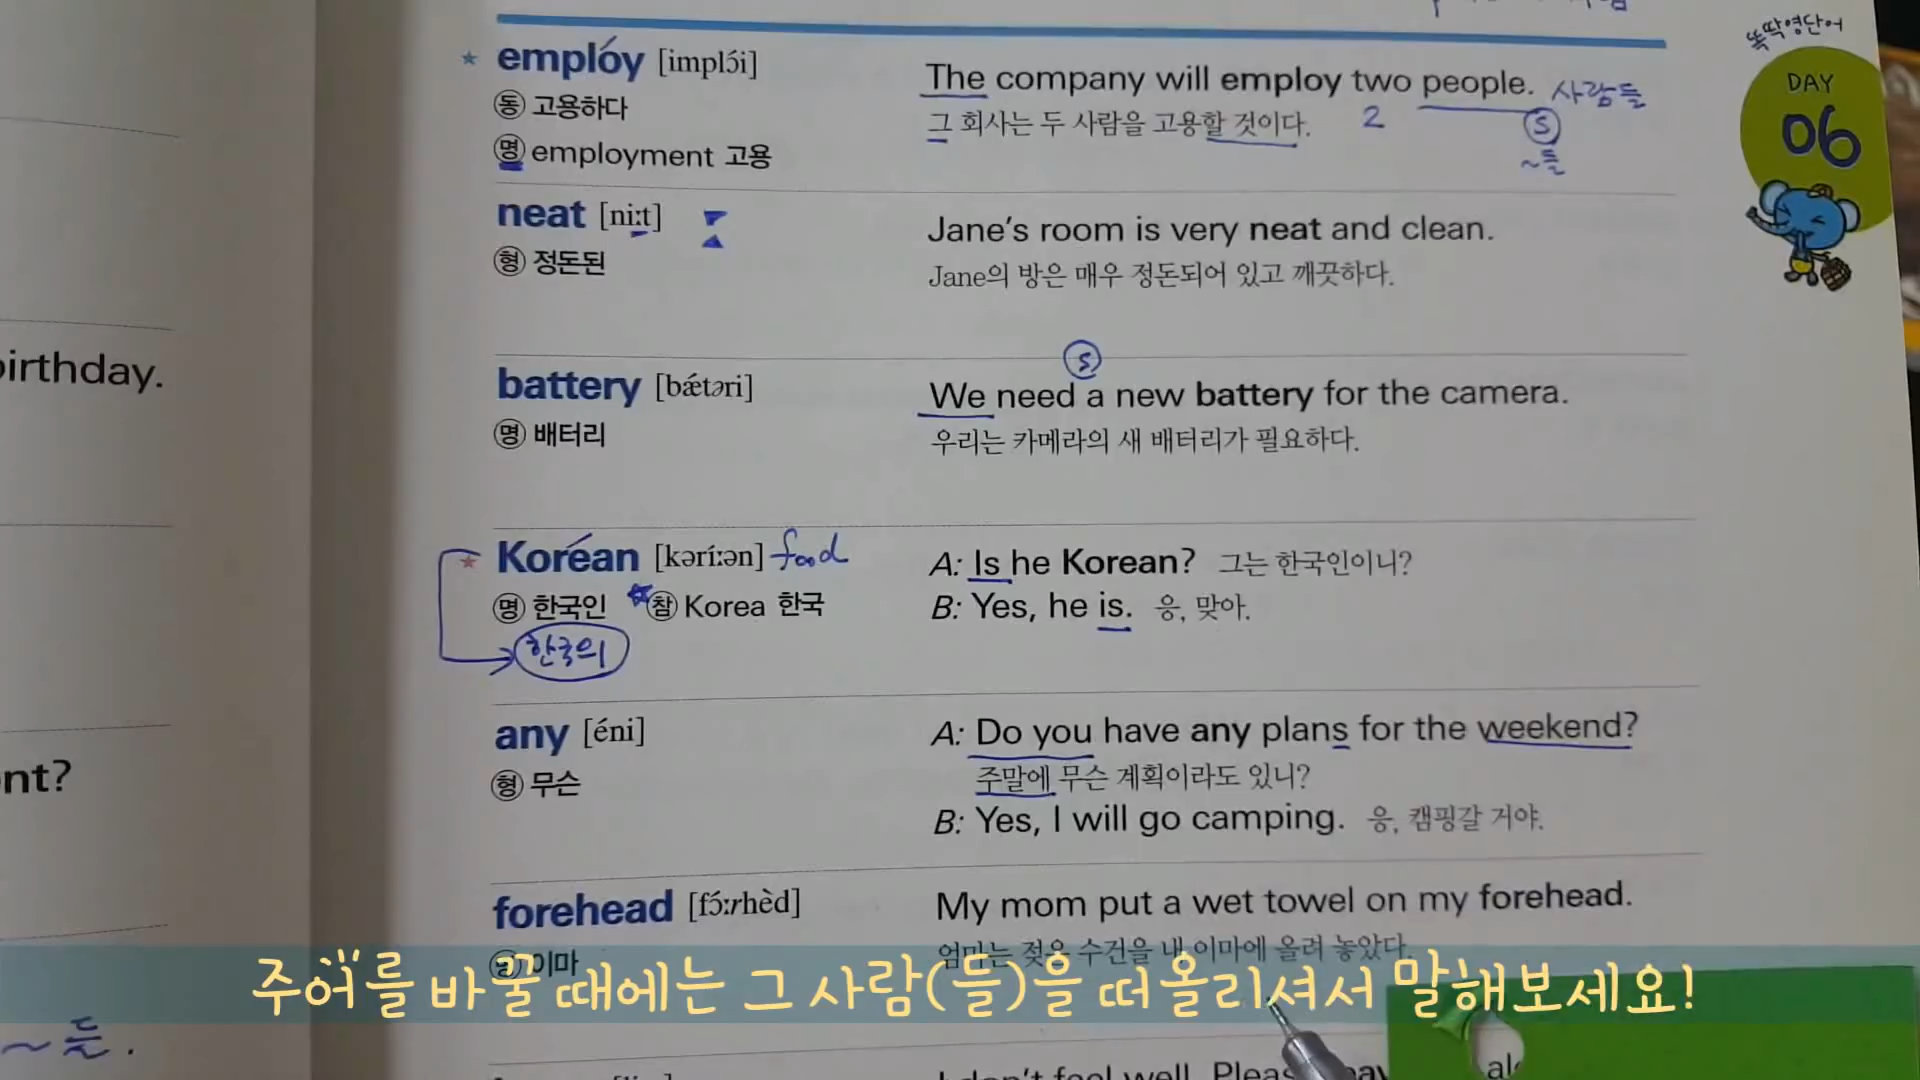 똑딱영단어
DAY
06
employ [implɔ́i]
동 고용하다
명 employment 고용
The company will employ two people. 사람들
그 회사는 두 사람을 고용할 것이다. 2 S
~들
neat [niːt]
형 정돈된
Jane's room is very neat and clean.
Jane의 방은 매우 정돈되어 있고 깨끗하다.
birthday.
battery [bǽtəri]
명 배터리
S
We need a new battery for the camera.
우리는 카메라의 새 배터리가 필요하다.
Korean [kəríːən] food
명 한국인 참 Korea 한국
한국의
A: Is he Korean? 그는 한국인이니?
B: Yes, he is. 응, 맞아.
any [éni]
형 무슨
A: Do you have any plans for the weekend?
주말에 무슨 계획이라도 있니?
B: Yes, I will go camping. 응, 캠핑갈 거야.
nt?
forehead [fɔ́ːrhèd]
명 이마
My mom put a wet towel on my forehead.
엄마는 젖은 수건을 내 이마에 올려 놓았다.
주어를 바꿀 때에는 그 사람(들)을 떠올리셔서 말해보세요!
~들.
I don't feel well. Pleas